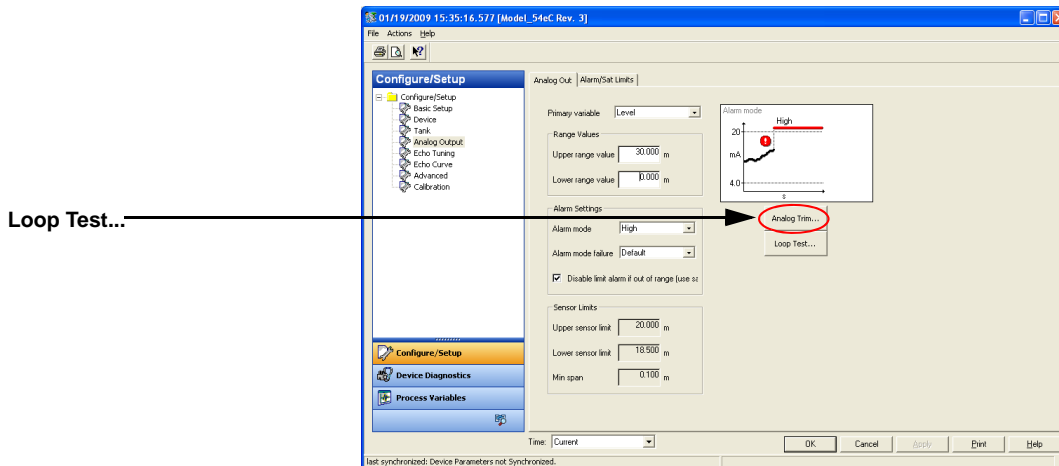 01/19/2009 15:35:16.577 [Model_54eC Rev. 3]
File Actions Help
Configure/Setup
Configure/Setup
Basic Setup
Device
Tank
Analog Output
Echo Tuning
Echo Curve
Advanced
Calibration
Configure/Setup
Device Diagnostics
Process Variables
Analog Out
Alarm/Sat Limits
Primary variable Level
Range Values
Upper range value 30.000 m
Lower range value 0.000 m
Alarm Settings
Alarm mode High
Alarm mode failure Default
Disable limit alarm if out of range (use sa
Sensor Limits
Upper sensor limit 20.000 m
Lower sensor limit 18.500 m
Min span 0.100 m
Alarm mode
High
20
mA
4.0
s
Analog Trim...
Loop Test...
Loop Test...
Time: Current
OK Cancel Apply Print Help
last synchronized: Device Parameters not Synchronized.